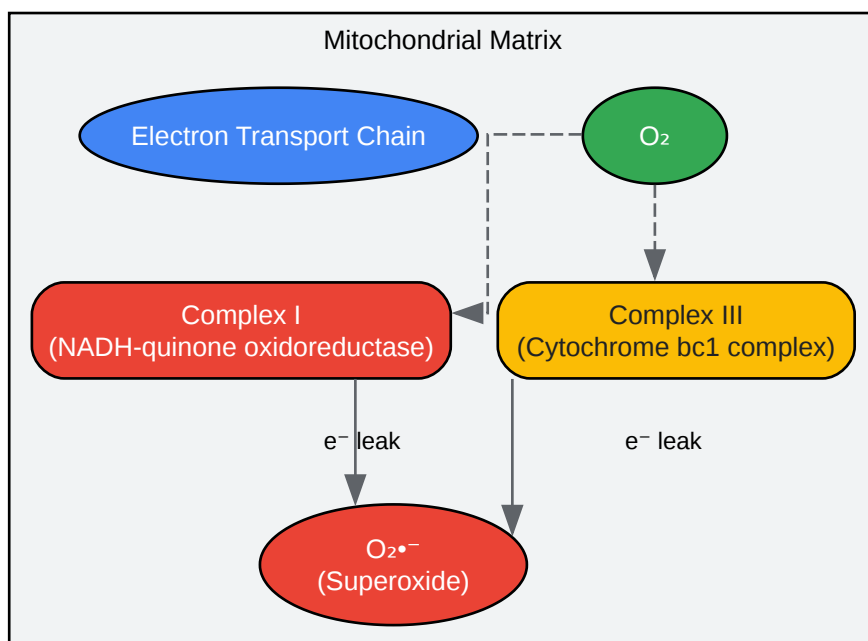 Mitochondrial Matrix
Electron Transport Chain
O₂
Complex I
(NADH-quinone oxidoreductase)
Complex III
(Cytochrome bc1 complex)
e⁻ leak
e⁻ leak
O₂•⁻
(Superoxide)